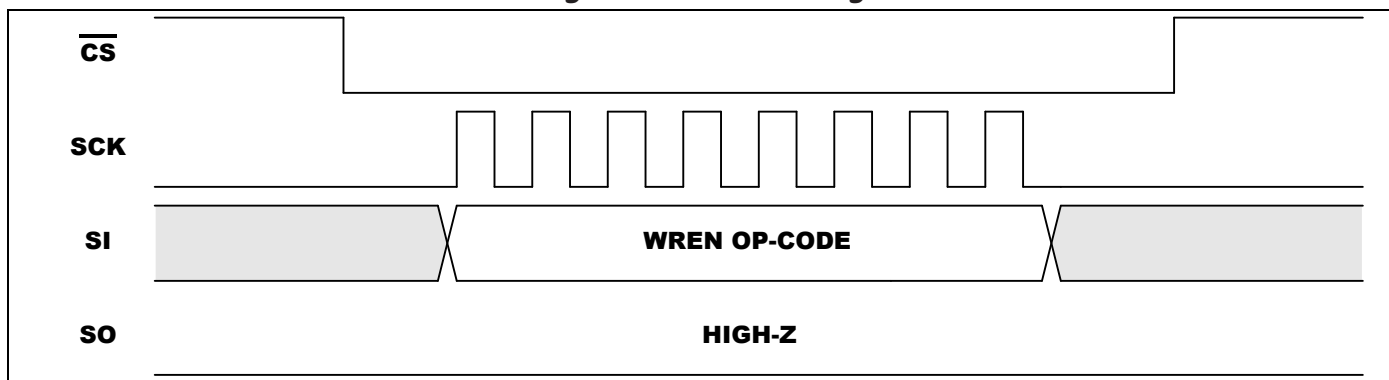 CS
SCK
SI
WREN OP-CODE
SO
HIGH-Z